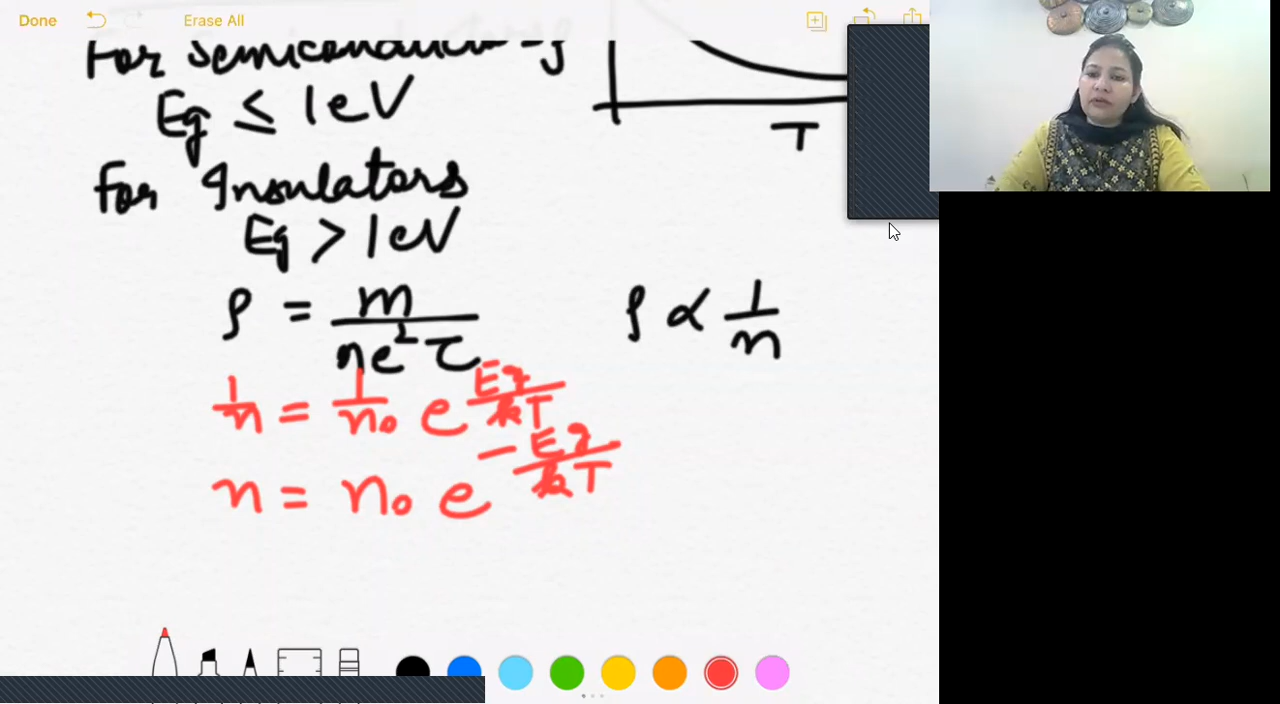 Done
Erase All
For Semiconductors
Eg ≤ 1eV
T
For Insulators
Eg > 1eV
ρ = m/ne²τ
ρ ∝ 1/n
1/n = 1/n₀ e^(Eg/kT)
n = n₀ e^(-Eg/kT)